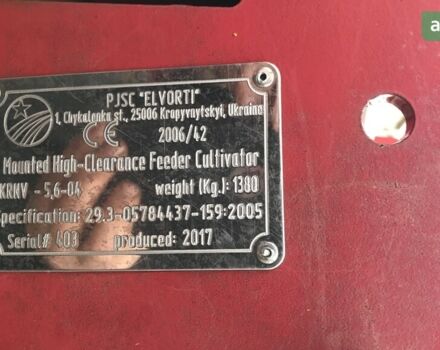 PJSC "ELVORTI"
1, Chykalenka st., 25006 Kropyvnytskyi, Ukraine
CE 2006/42
Mounted High-Clearance Feeder Cultivator
KRNV - 5,6-04 weight (Kg.): 1380
Specification: 29.3-05784437-159:2005
Serial# 403 produced: 2017
a